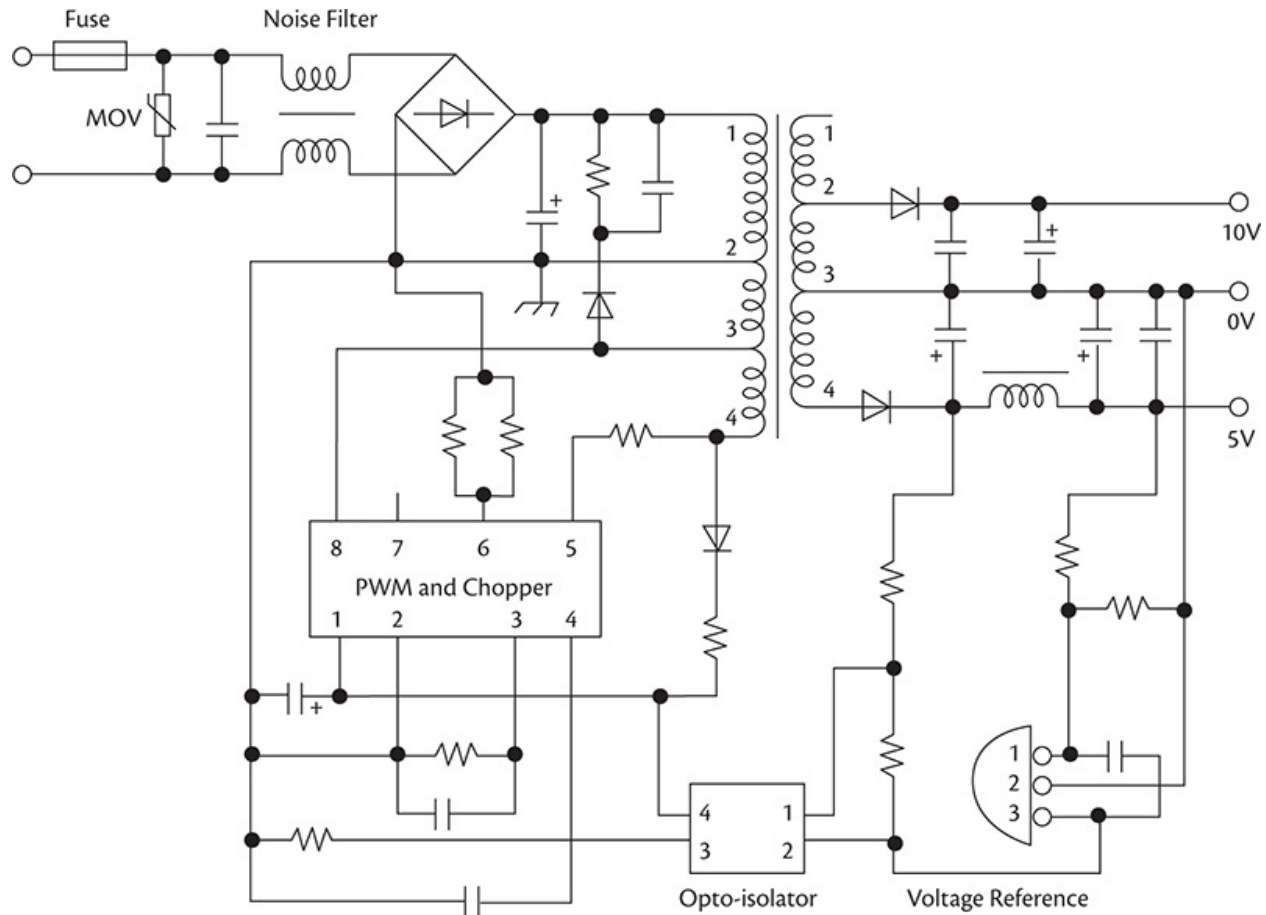 Fuse
Noise Filter
MOV
+
1
2
3
4
1
2
3
4
+
10V
0V
+
+
5V
8 7 6 5
PWM and Chopper
1 2 3 4
+
4 1
3 2
Opto-isolator
1
2
3
Voltage Reference